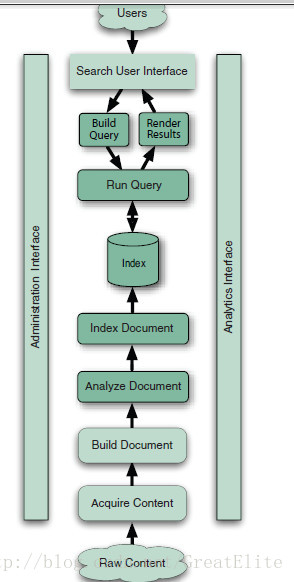 Users
Search User Interface
Build
Query
Render
Results
Run Query
Index
Administration Interface
Analytics Interface
Index Document
Analyze Document
Build Document
Acquire Content
Raw Content
GreatElite